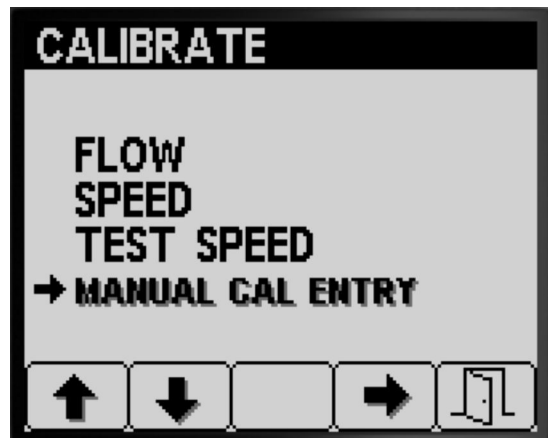 CALIBRATE
FLOW
SPEED
TEST SPEED
MANUAL CAL ENTRY